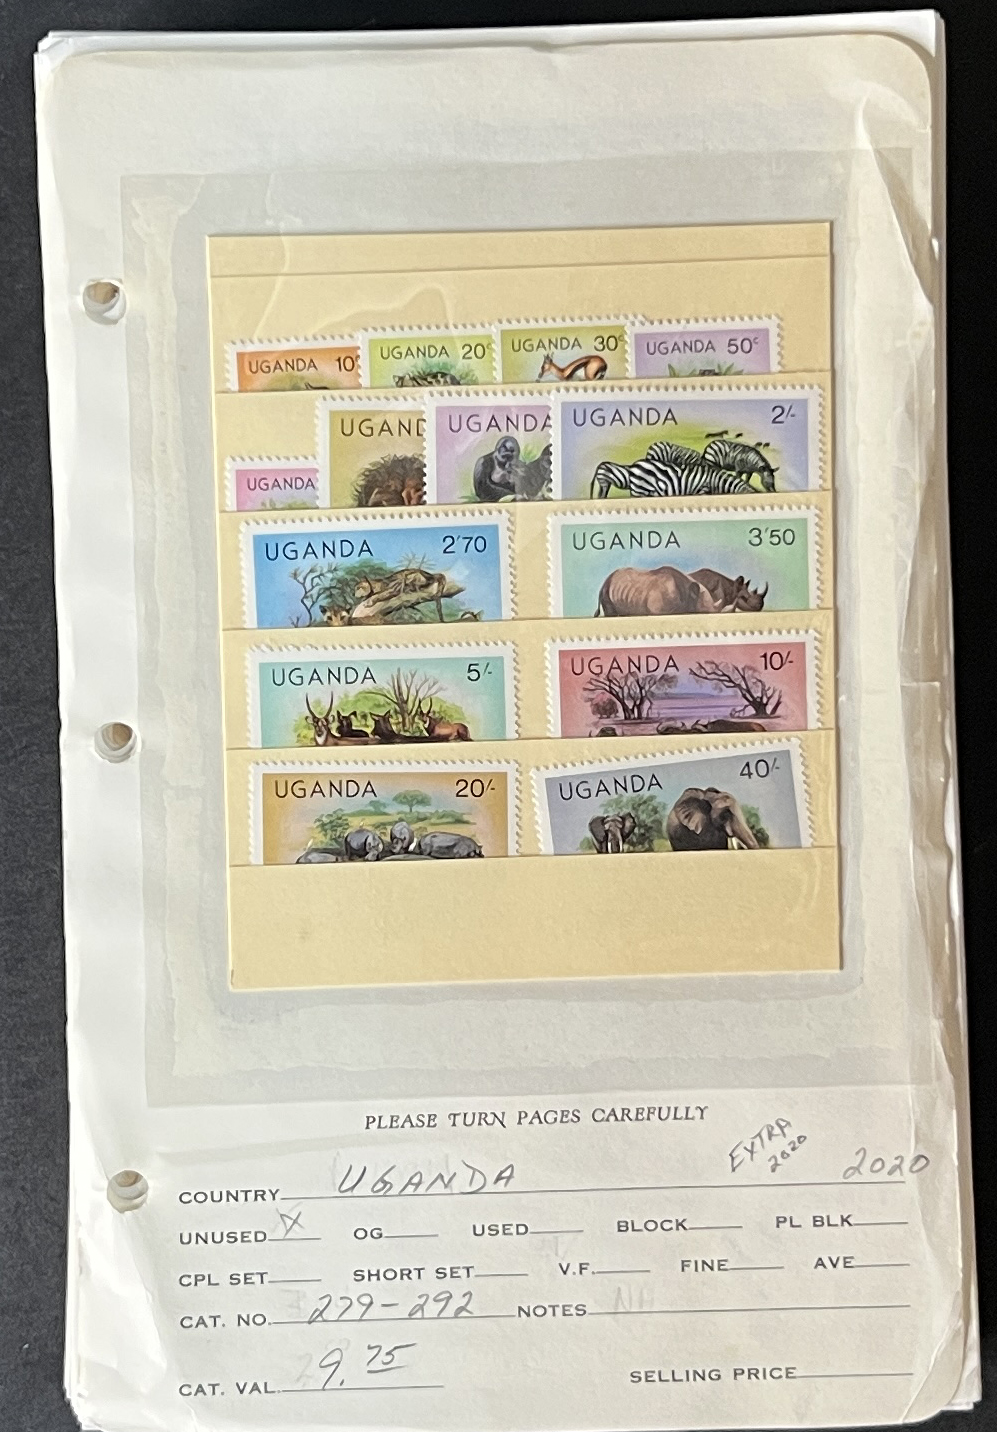 UGANDA 10c UGANDA 20c UGANDA 30c UGANDA 50c
UGANDA UGAND UGANDA UGANDA 2/-
UGANDA 2'70 UGANDA 3'50
UGANDA 5/- UGANDA 10/-
UGANDA 20/- UGANDA 40/-
PLEASE TURN PAGES CAREFULLY
EXTRA
2020
COUNTRY UGANDA 2020
UNUSED X OG USED BLOCK PL BLK
CPL SET SHORT SET V.F. FINE AVE
CAT. NO. 279-292 NOTES
CAT. VAL. 9.75 SELLING PRICE